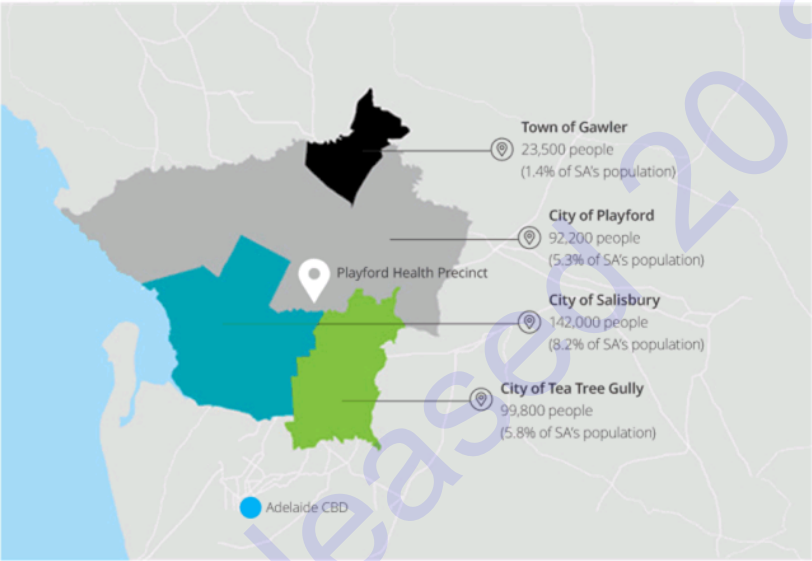 Town of Gawler
23,500 people
(1.4% of SA's population)
City of Playford
92,200 people
(5.3% of SA's population)
Playford Health Precinct
City of Salisbury
142,000 people
(8.2% of SA's population)
City of Tea Tree Gully
99,800 people
(5.8% of SA's population)
Adelaide CBD
leased 20